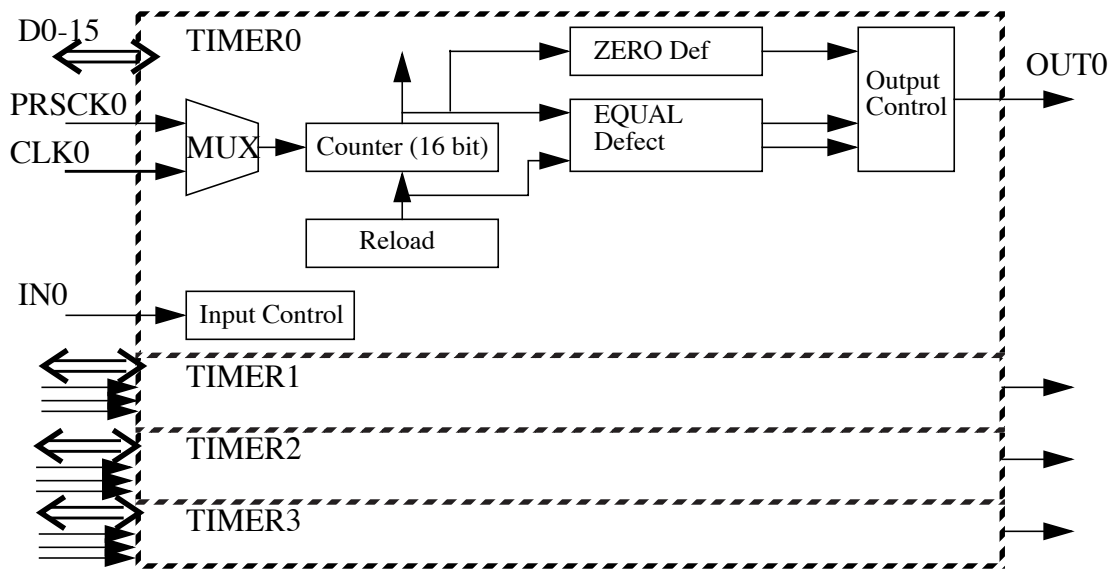 D0-15
TIMER0
ZERO Def
Output
Control
OUT0
PRSCK0
MUX
Counter (16 bit)
EQUAL
Defect
CLK0
Reload
IN0
Input Control
TIMER1
TIMER2
TIMER3